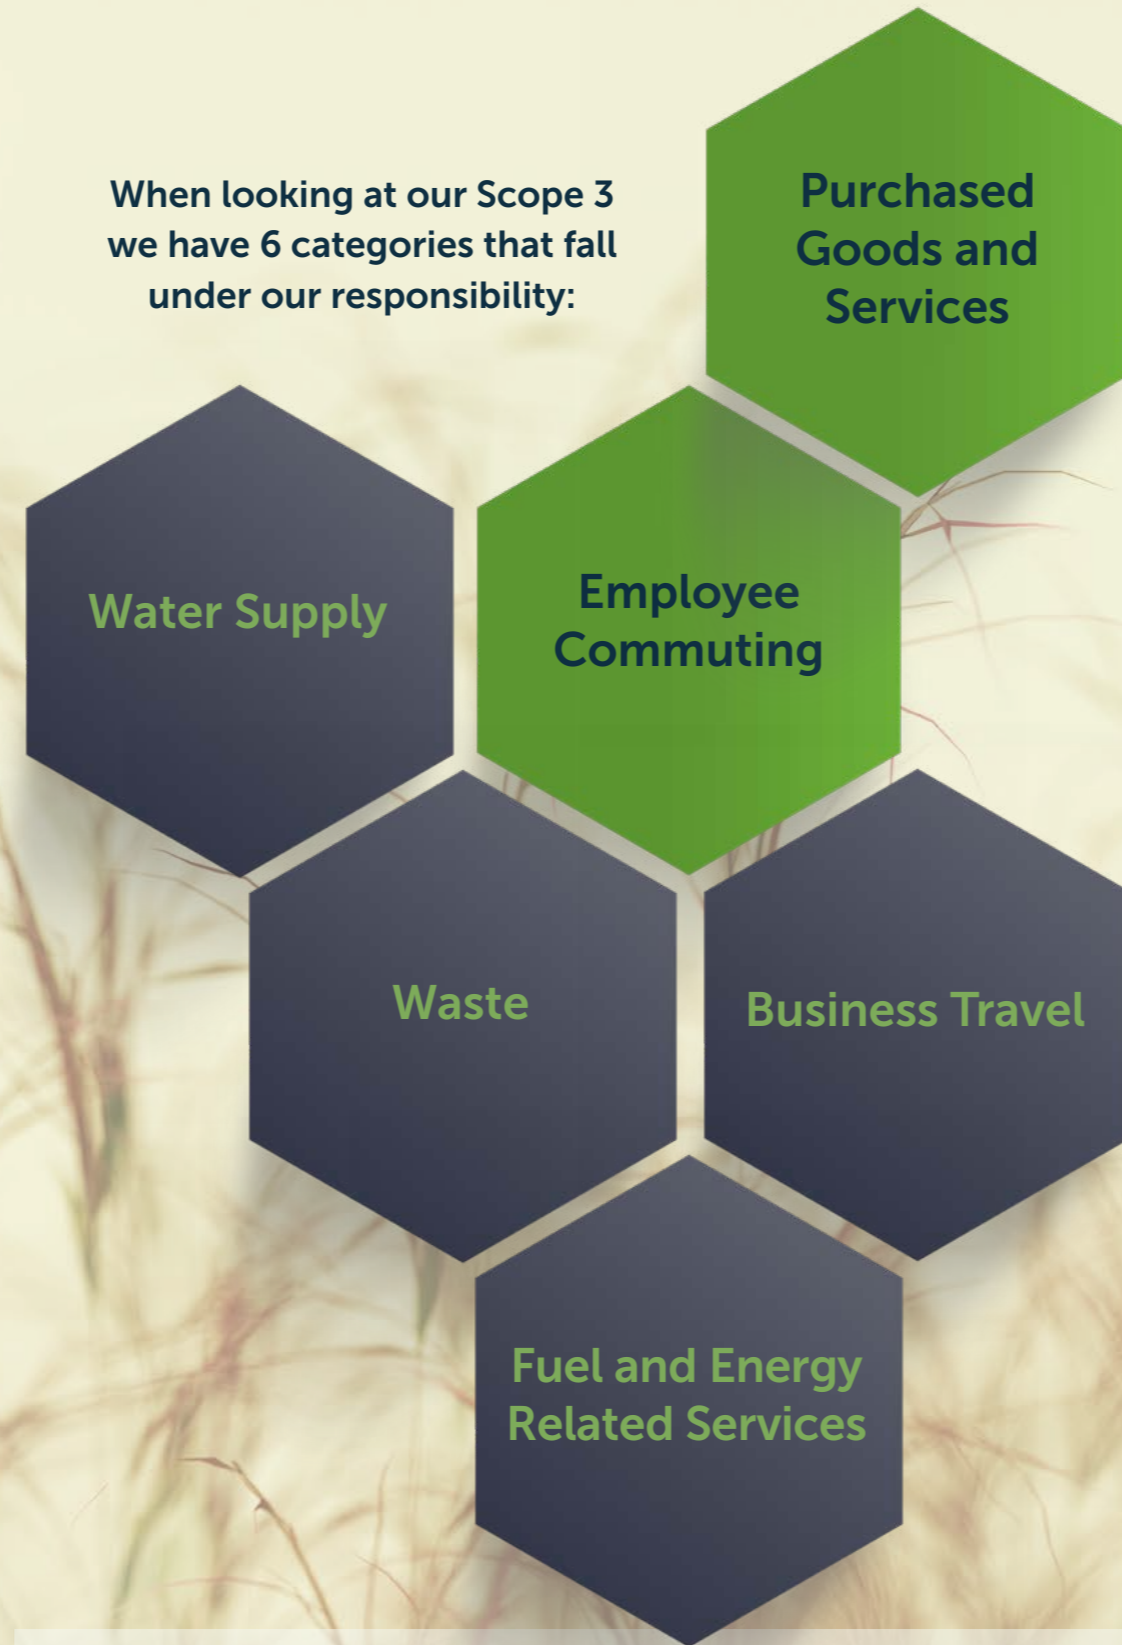 When looking at our Scope 3
we have 6 categories that fall
under our responsibility:
Purchased
Goods and
Services
Water Supply
Employee
Commuting
Waste
Business Travel
Fuel and Energy
Related Services